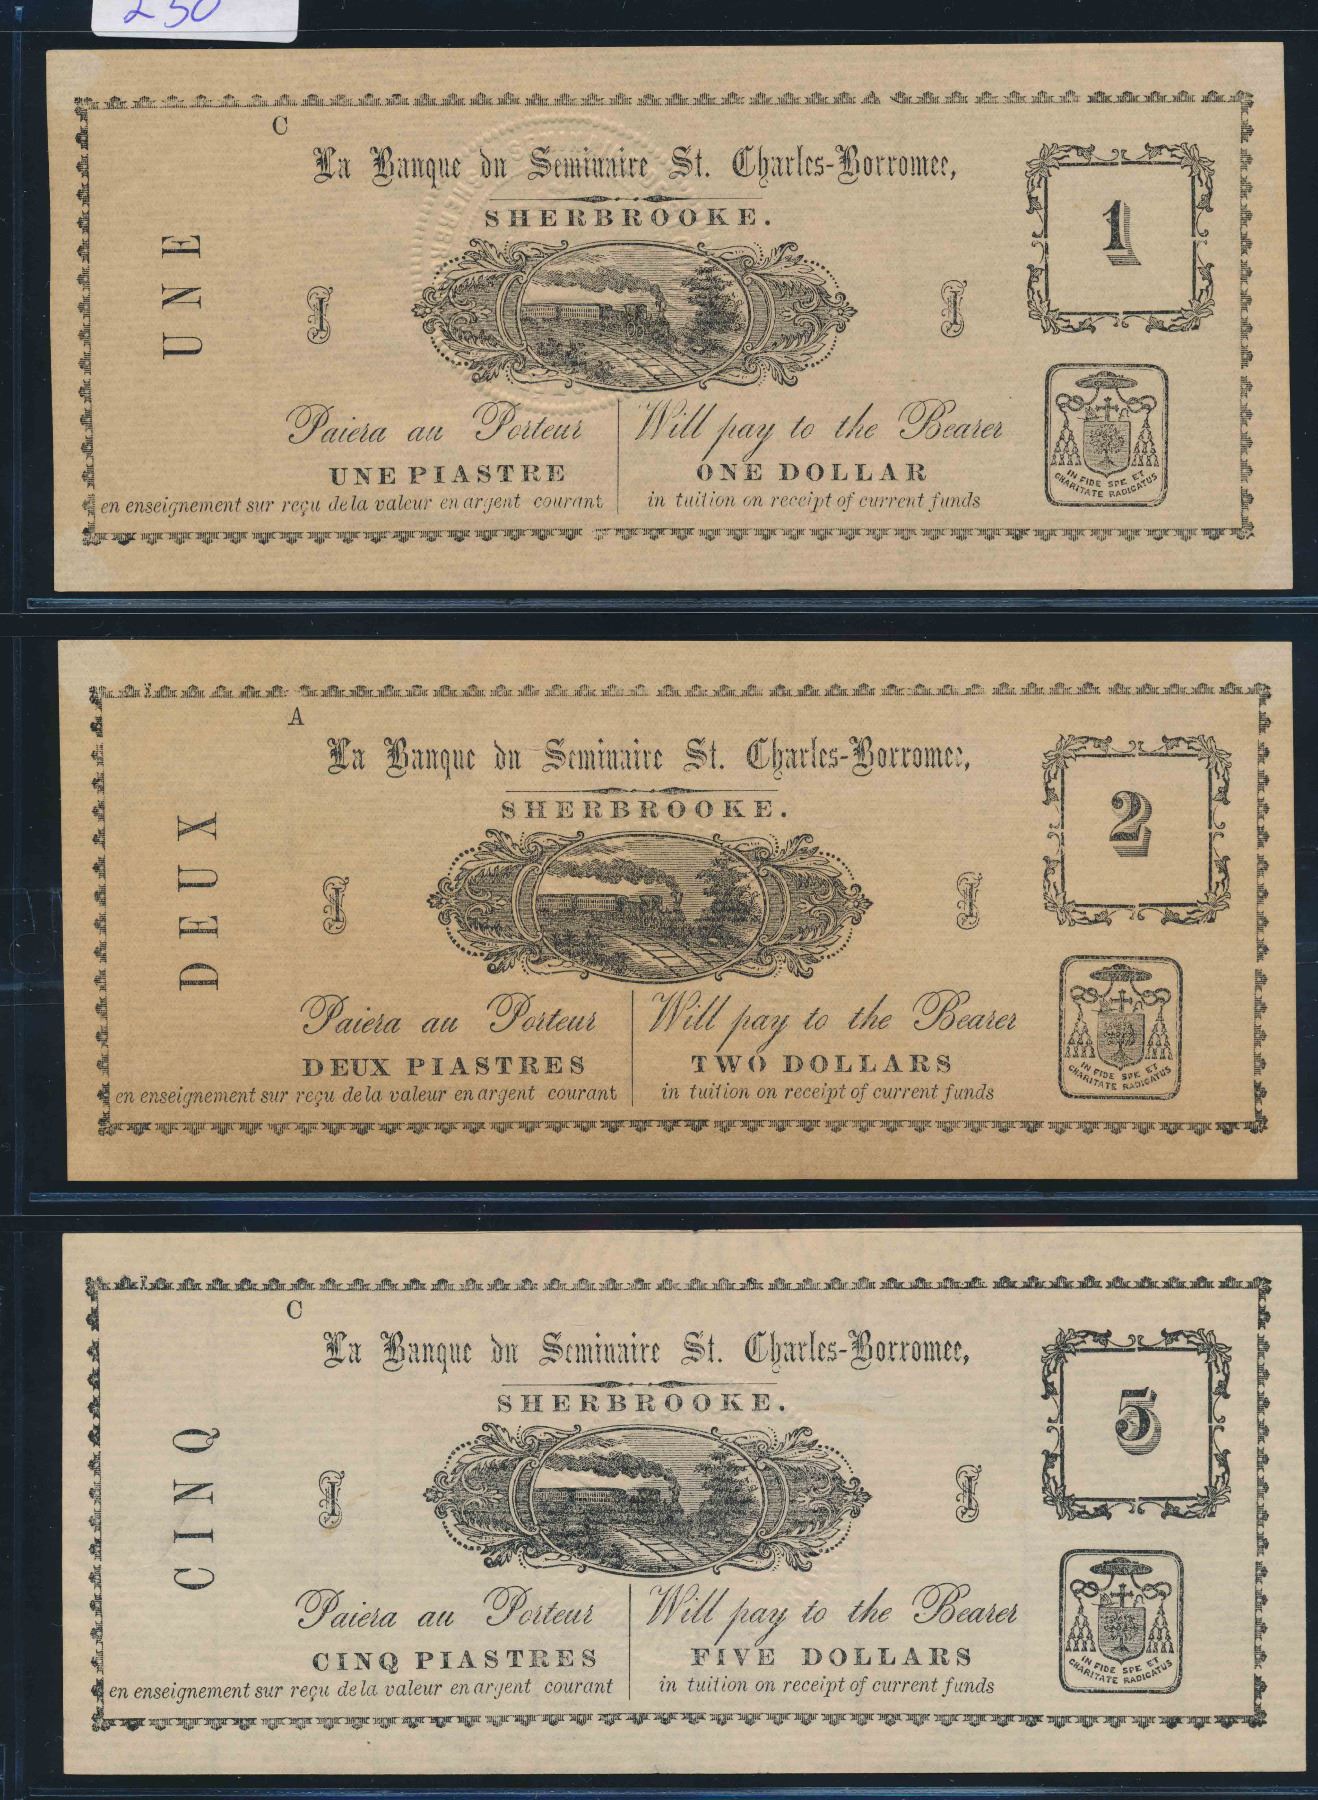 250
C
La Banque du Seminaire St. Charles-Borromee,
SHERBROOKE.
UNE
1
1
1
Paiera au Porteur
UNE PIASTRE
en enseignement sur reçu de la valeur en argent courant
Will pay to the Bearer
ONE DOLLAR
in tuition on receipt of current funds
IN FIDE SPE ET
CHARITATE RADICATUS
A
La Banque du Seminaire St. Charles-Borromee,
SHERBROOKE.
DEUX
1
1
2
Paiera au Porteur
DEUX PIASTRES
en enseignement sur reçu de la valeur en argent courant
Will pay to the Bearer
TWO DOLLARS
in tuition on receipt of current funds
IN FIDE SPE ET
CHARITATE RADICATUS
C
La Banque du Seminaire St. Charles-Borromee,
SHERBROOKE.
CINQ
1
1
5
Paiera au Porteur
CINQ PIASTRES
en enseignement sur reçu de la valeur en argent courant
Will pay to the Bearer
FIVE DOLLARS
in tuition on receipt of current funds
IN FIDE SPE ET
CHARITATE RADICATUS